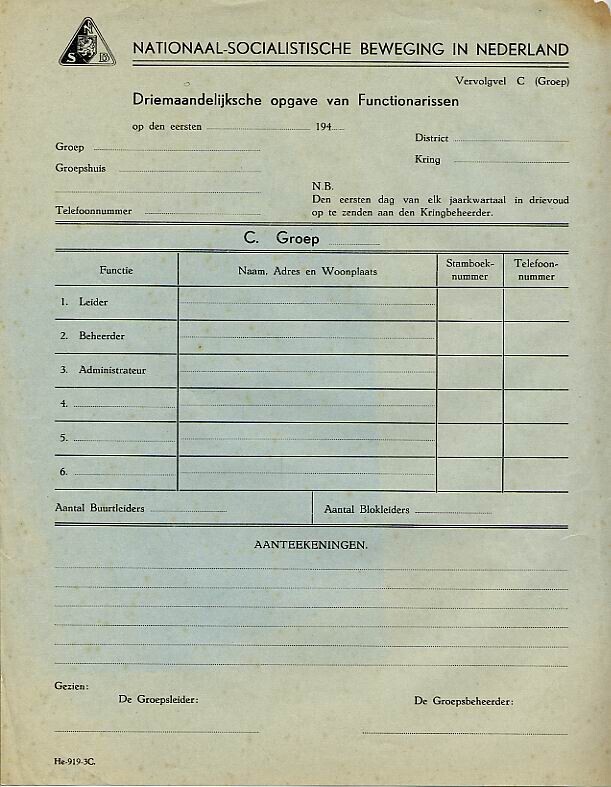 N
S B
NATIONAAL-SOCIALISTISCHE BEWEGING IN NEDERLAND
Vervolgvel C (Groep)
Driemaandelijksche opgave van Functionarissen
op den eersten ........ 194....
District ........
Groep ........
Kring ........
Groepshuis ........
N.B.
Den eersten dag van elk jaarkwartaal in drievoud
Telefoonnummer ........ op te zenden aan den Kringbeheerder.
C. Groep ........
Functie Naam, Adres en Woonplaats Stamboek-nummer Telefoon-nummer
1. Leider
2. Beheerder
3. Administrateur
4. ........
5. ........
6. ........
Aantal Buurtleiders ........ Aantal Blokleiders ........
AANTEEKENINGEN.
Gezien:
De Groepsleider: De Groepsbeheerder:
He-919-3C.